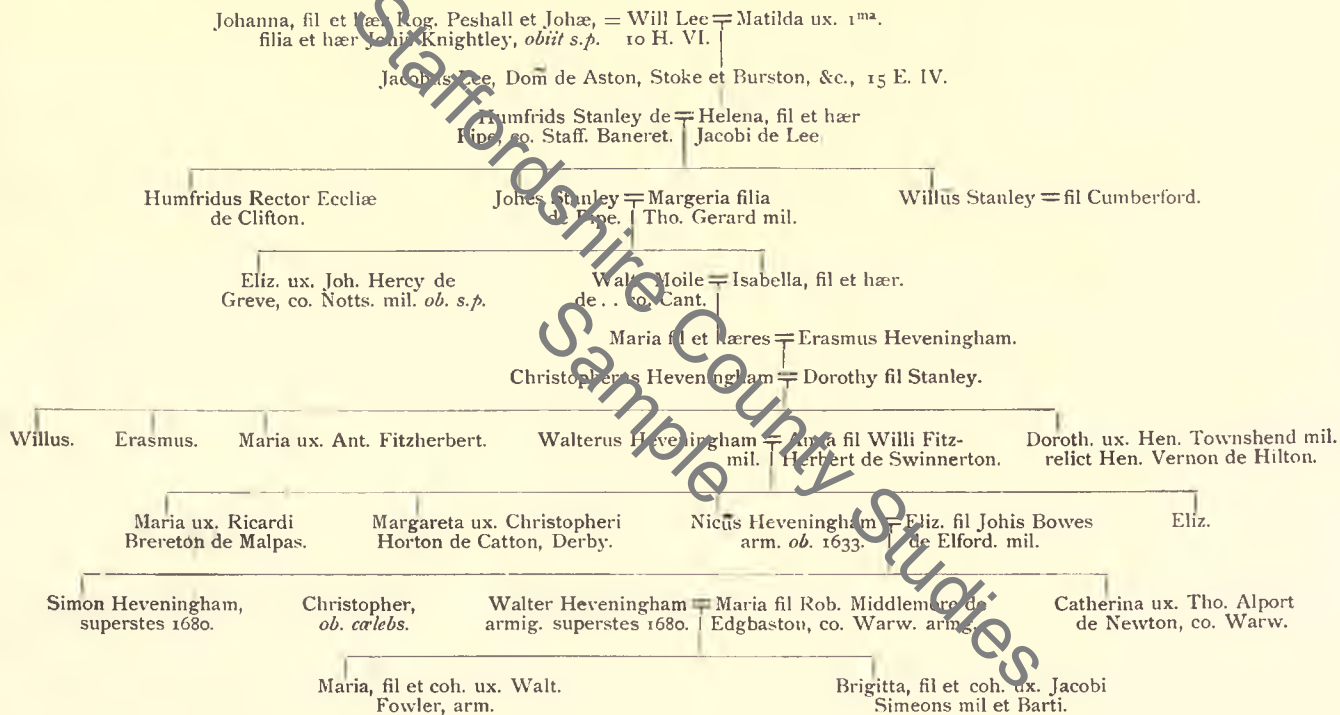 Johanna, fil et hær Rog. Peshall et Johæ, = Will Lee = Matilda ux. 1ma.
filia et hær Johis Knightley, obiit s.p. 10 H. VI.
Jacobus Lee, Dom̄ de Aston, Stoke et Burston, &c., 15 E. IV.
Humfrids Stanley de = Helena, fil et hær
Pipe, co. Staff. Baneret. Jacobi de Lee
Humfridus Rector Eccliæ
de Clifton.
Johes Stanley = Margeria filia
de Pipe. Tho. Gerard mil.
Willus Stanley = fil Cumberford.
Eliz. ux. Joh. Hercy de
Greve, co. Notts. mil. ob. s.p.
Walt Moile = Isabella, fil et hær.
de . . co. Cant.
Maria fil et hæres = Erasmus Heveningham.
Christopherus Heveningham = Dorothy fil Stanley.
Willus.
Erasmus.
Maria ux. Ant. Fitzherbert.
Walterus Heveningham = Anna fil Willi Fitz-
mil. Herbert de Swinnerton.
Doroth. ux. Hen. Townshend mil.
relict Hen. Vernon de Hilton.
Maria ux. Ricardi
Brereton de Malpas.
Margareta ux. Christopheri
Horton de Catton, Derby.
Nicūs Heveningham = Eliz. fil Johis Bowes
arm. ob. 1633. de Elford. mil.
Eliz.
Simon Heveningham,
superstes 1680.
Christopher,
ob. cælebs.
Walter Heveningham = Maria fil Rob. Middlemore de
armig. superstes 1680. Edgbaston, co. Warw. armg.
Catherina ux. Tho. Alport
de Newton, co. Warw.
Maria, fil et coh. ux. Walt.
Fowler, arm.
Brigitta, fil et coh. ux. Jacobi
Simeons mil et Barti.
Staffordshire County Studies
Sample